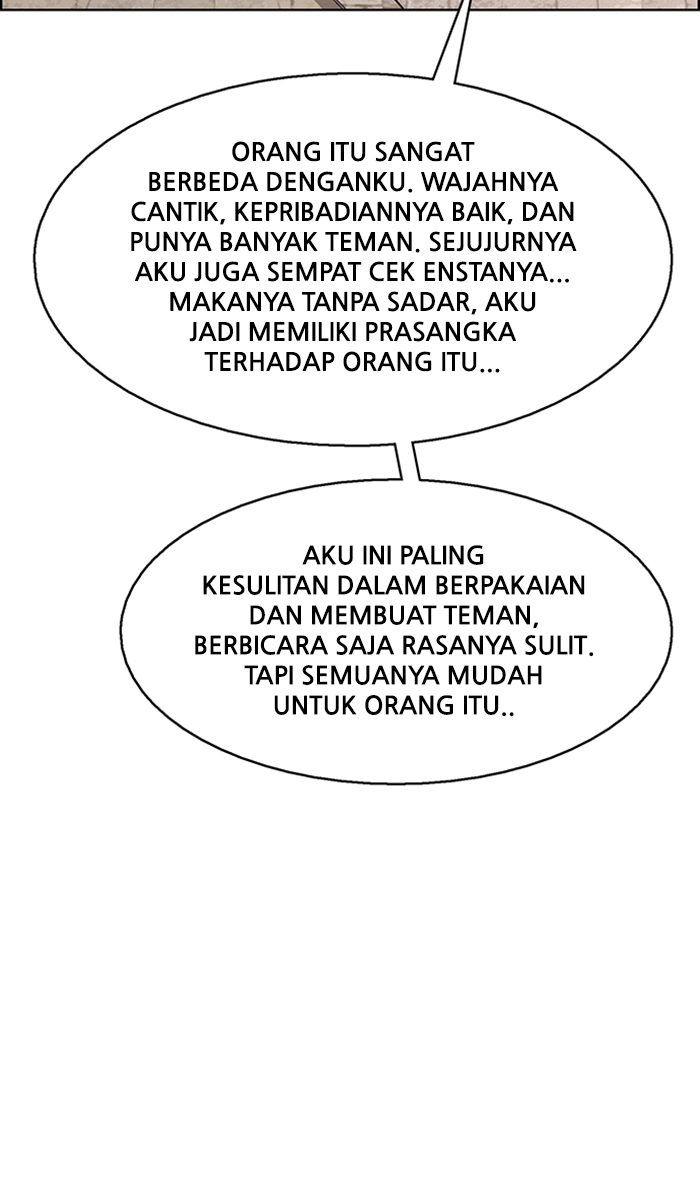 ORANG ITU SANGAT
BERBEDA DENGANKU. WAJAHNYA
CANTIK, KEPRIBADIANNYA BAIK, DAN
PUNYA BANYAK TEMAN. SEJUJURNYA
AKU JUGA SEMPAT CEK ENSTANYA...
MAKANYA TANPA SADAR, AKU
JADI MEMILIKI PRASANGKA
TERHADAP ORANG ITU...
AKU INI PALING
KESULITAN DALAM BERPAKAIAN
DAN MEMBUAT TEMAN,
BERBICARA SAJA RASANYA SULIT.
TAPI SEMUANYA MUDAH
UNTUK ORANG ITU..